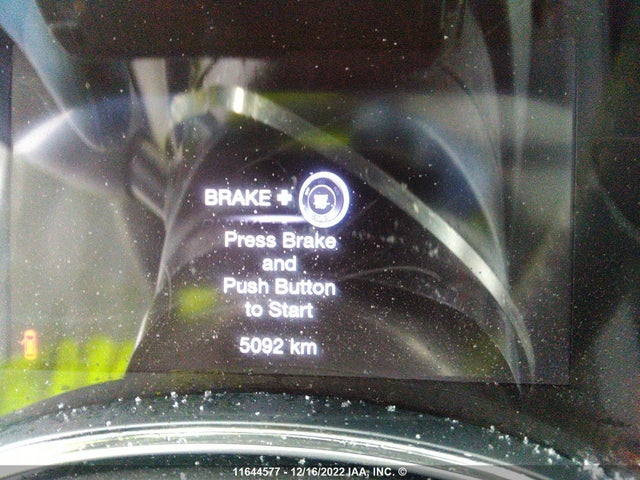 BRAKE +
Press Brake
and
Push Button
to Start
5092 km
11644577 - 12/16/2022 IAA, INC. ©